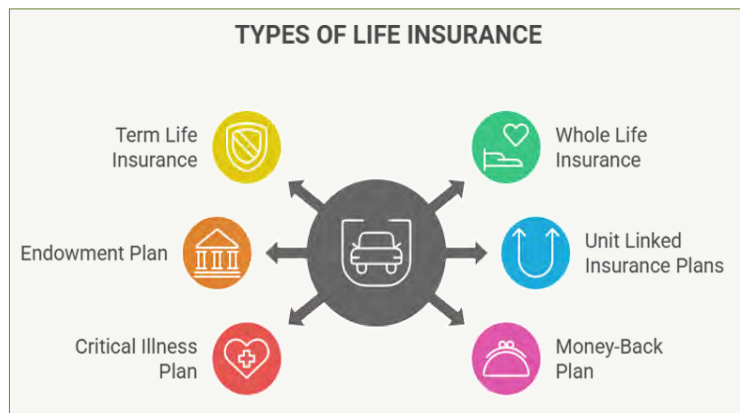 TYPES OF LIFE INSURANCE
Term Life
Insurance
Whole Life
Insurance
Endowment Plan
Unit Linked
Insurance Plans
Critical Illness
Plan
Money-Back
Plan